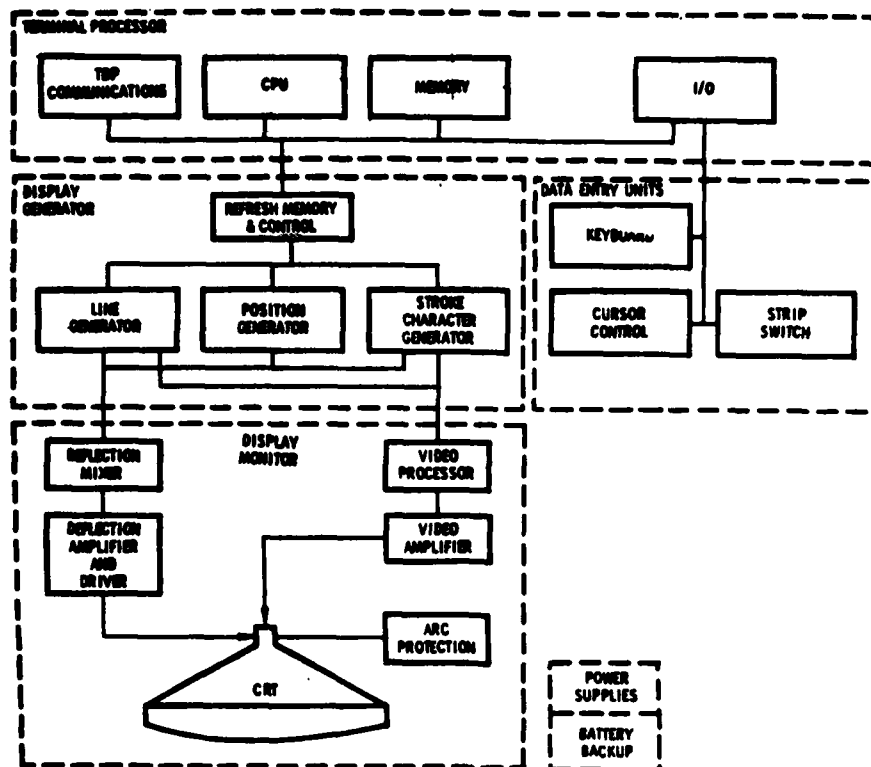 TERMINAL PROCESSOR
TDP
COMMUNICATIONS
CPU
MEMORY
I/O
DISPLAY
GENERATOR
REFRESH MEMORY
& CONTROL
LINE
GENERATOR
POSITION
GENERATOR
STROKE
CHARACTER
GENERATOR
DATA ENTRY UNITS
KEYBOARD
CURSOR
CONTROL
STRIP
SWITCH
DISPLAY
MONITOR
DEFLECTION
MIXER
DEFLECTION
AMPLIFIER
AND
DRIVER
VIDEO
PROCESSOR
VIDEO
AMPLIFIER
ARC
PROTECTION
CRT
POWER
SUPPLIES
BATTERY
BACKUP